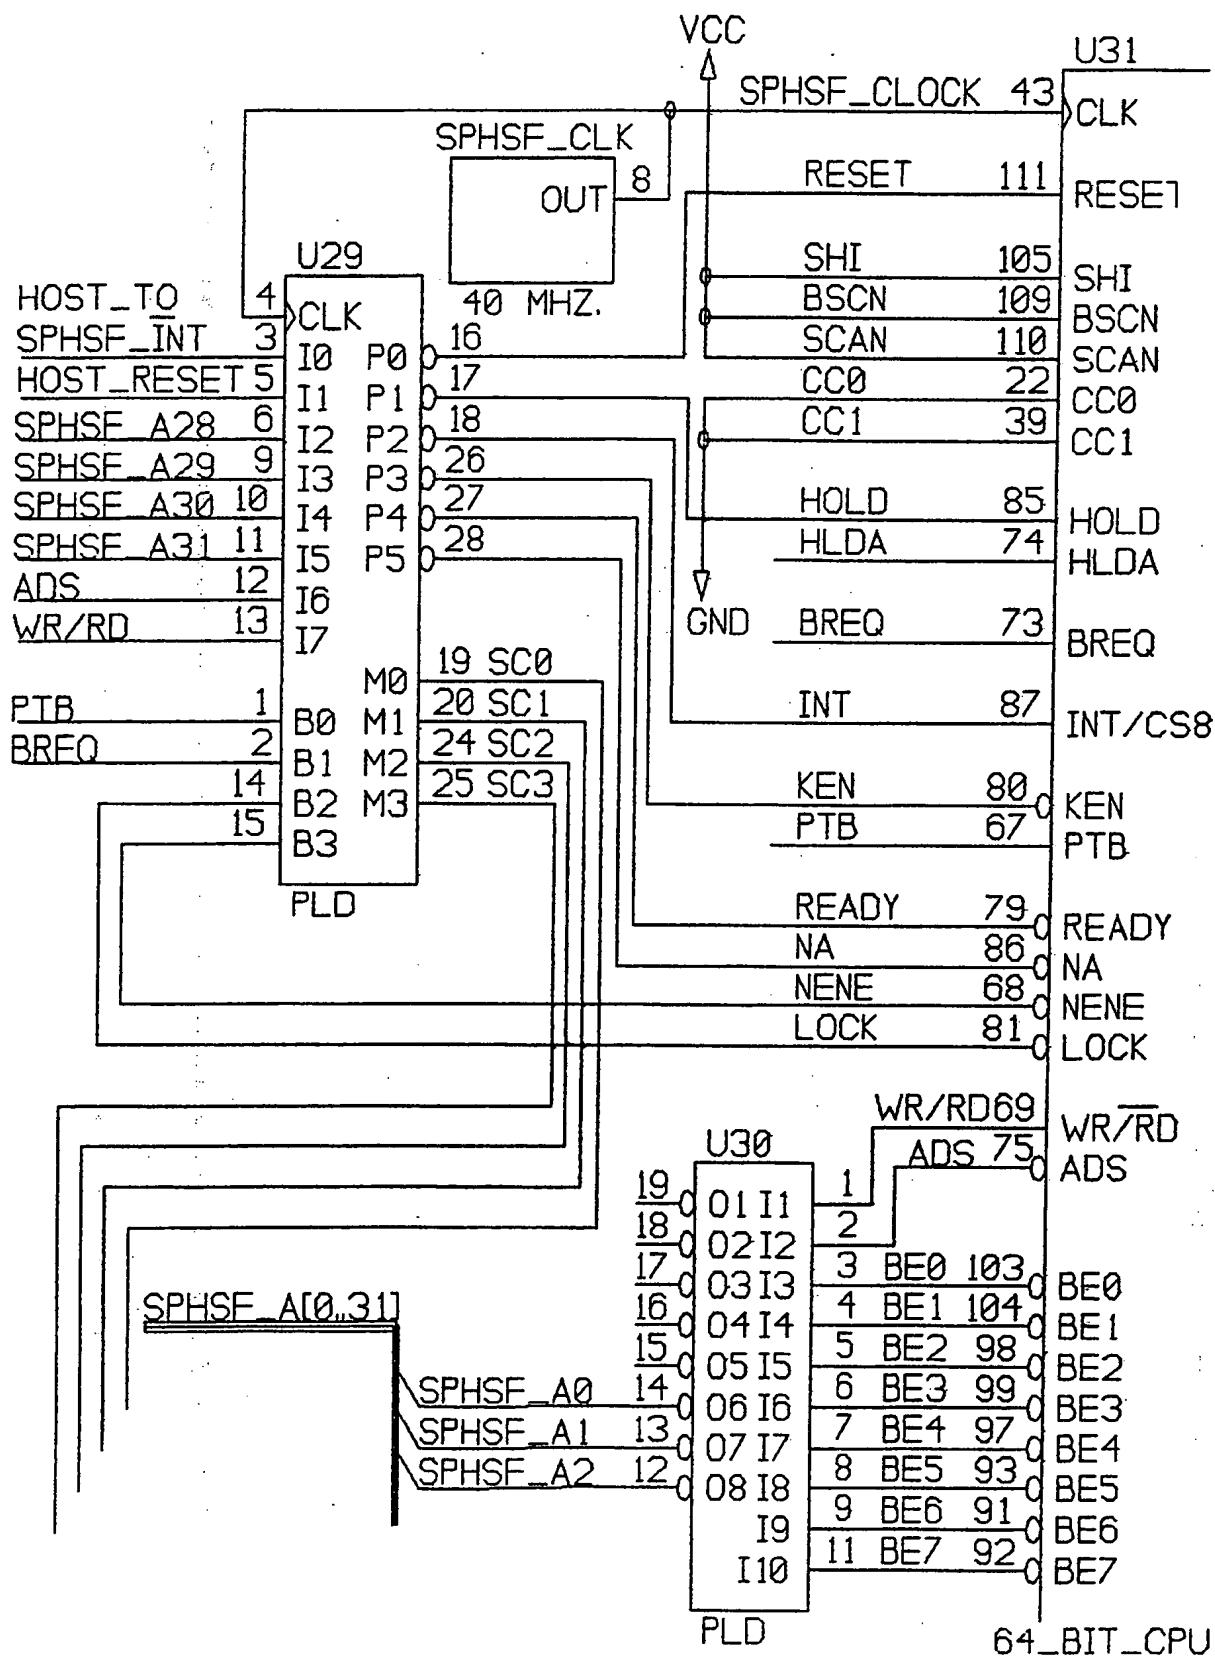 VCC
U31
SPHSF_CLOCK 43
CLK
SPHSF_CLK
8
OUT
40 MHZ.
RESET 111
RESET
U29
SHI 105
SHI
HOST_TO
SPHSF_INT 3
4
CLK
BSCN 109
BSCN
I0 P0 16
SCAN 110
SCAN
HOST_RESET 5
I1 P1 17
CC0 22
CC0
SPHSF_A28 6
I2 P2 18
CC1 39
CC1
SPHSF_A29 9
I3 P3 26
SPHSF_A30 10
I4 P4 27
HOLD 85
HOLD
SPHSF_A31 11
I5 P5 28
HLDA 74
HLDA
ADS 12
I6
WR/RD 13
I7
GND
BREQ 73
BREQ
M0 19 SC0
PTB 1
B0 M1 20 SC1
INT 87
INT/CS8
BREQ 2
B1 M2 24 SC2
14
B2 M3 25 SC3
KEN 80
KEN
15
B3
PTB 67
PTB
PLD
READY 79
READY
NA 86
NA
NENE 68
NENE
LOCK 81
LOCK
WR/RD 69
WR/RD
U30
ADS 75
ADS
19 O1 I1 1
18 O2 I2 2
17 O3 I3 3 BE0 103 BE0
SPHSF_A[0..31]
16 O4 I4 4 BE1 104 BE1
15 O5 I5 5 BE2 98 BE2
SPHSF_A0 14 O6 I6 6 BE3 99 BE3
SPHSF_A1 13 O7 I7 7 BE4 97 BE4
SPHSF_A2 12 O8 I8 8 BE5 93 BE5
I9 9 BE6 91 BE6
I10 11 BE7 92 BE7
PLD
64_BIT_CPU